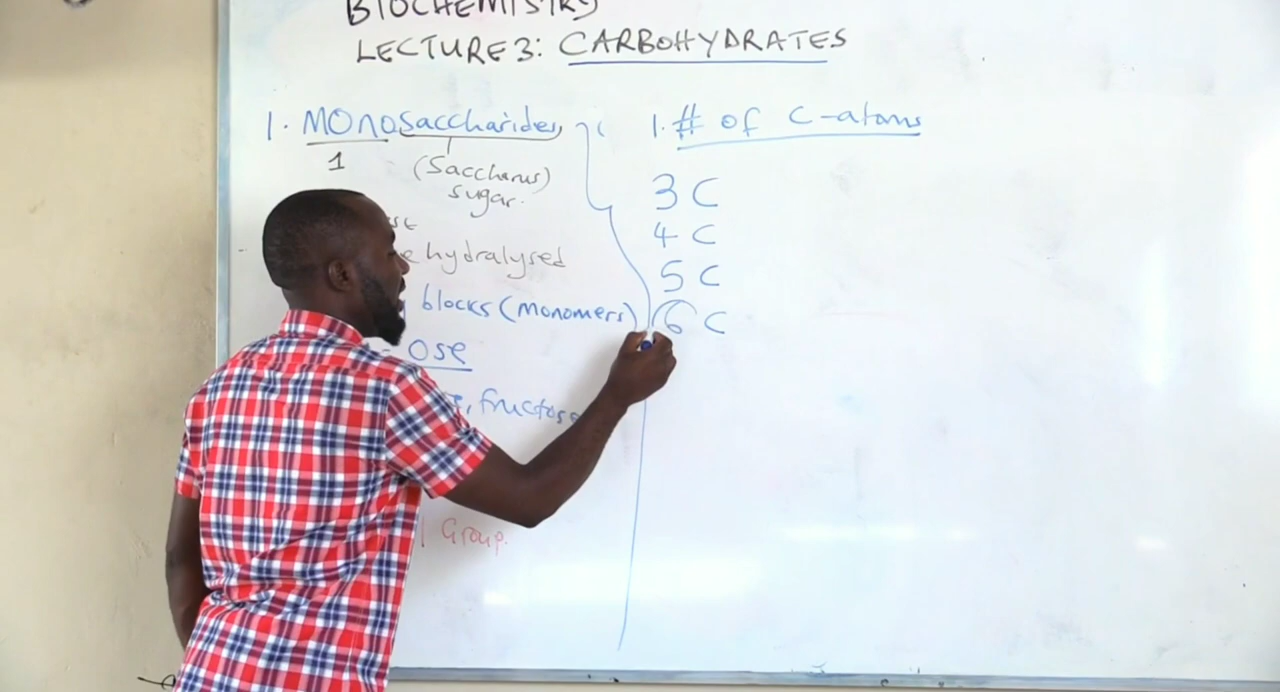 BIOCHEMISTRY
LECTURE 3: CARBOHYDRATES
1. MONOsaccharides
1
(Saccharus)
sugar.
hydralysed
blocks (monomers)
- ose
, fructose
Group.
1. # of C-atoms
3 C
4 C
5 C
6 C